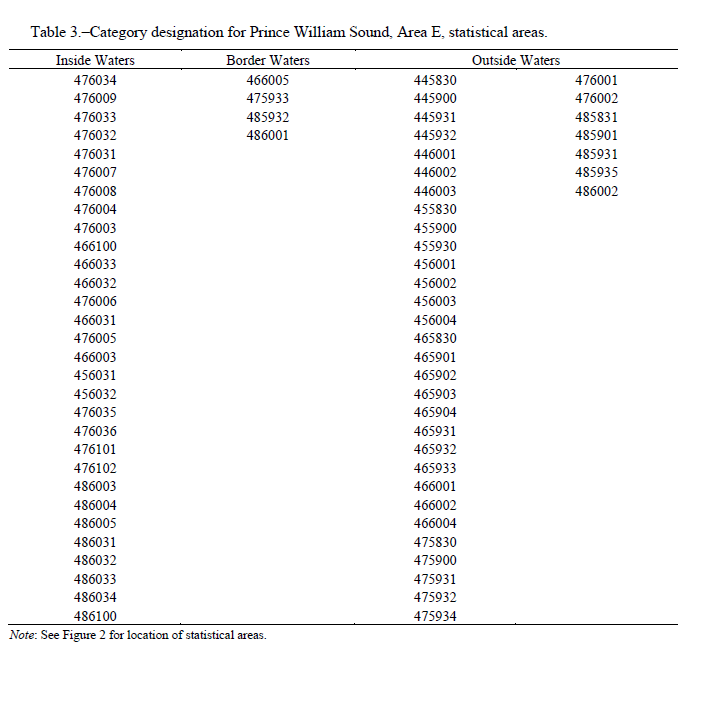 Table 3.–Category designation for Prince William Sound, Area E, statistical areas.
Inside Waters Border Waters Outside Waters
476034 466005 445830 476001
476009 475933 445900 476002
476033 485932 445931 485831
476032 486001 445932 485901
476031 446001 485931
476007 446002 485935
476008 446003 486002
476004 455830
476003 455900
466100 455930
466033 456001
466032 456002
476006 456003
466031 456004
476005 465830
466003 465901
456031 465902
456032 465903
476035 465904
476036 465931
476101 465932
476102 465933
486003 466001
486004 466002
486005 466004
486031 475830
486032 475900
486033 475931
486034 475932
486100 475934
Note: See Figure 2 for location of statistical areas.